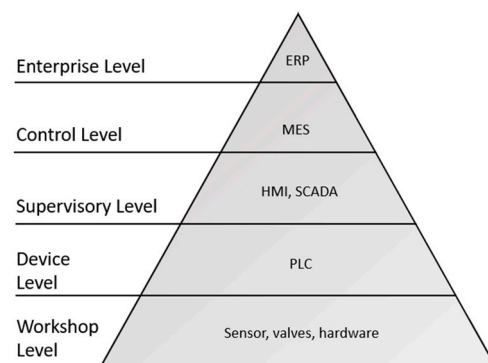 Enterprise Level
ERP
Control Level
MES
Supervisory Level
HMI, SCADA
Device
Level
PLC
Workshop
Level
Sensor, valves, hardware